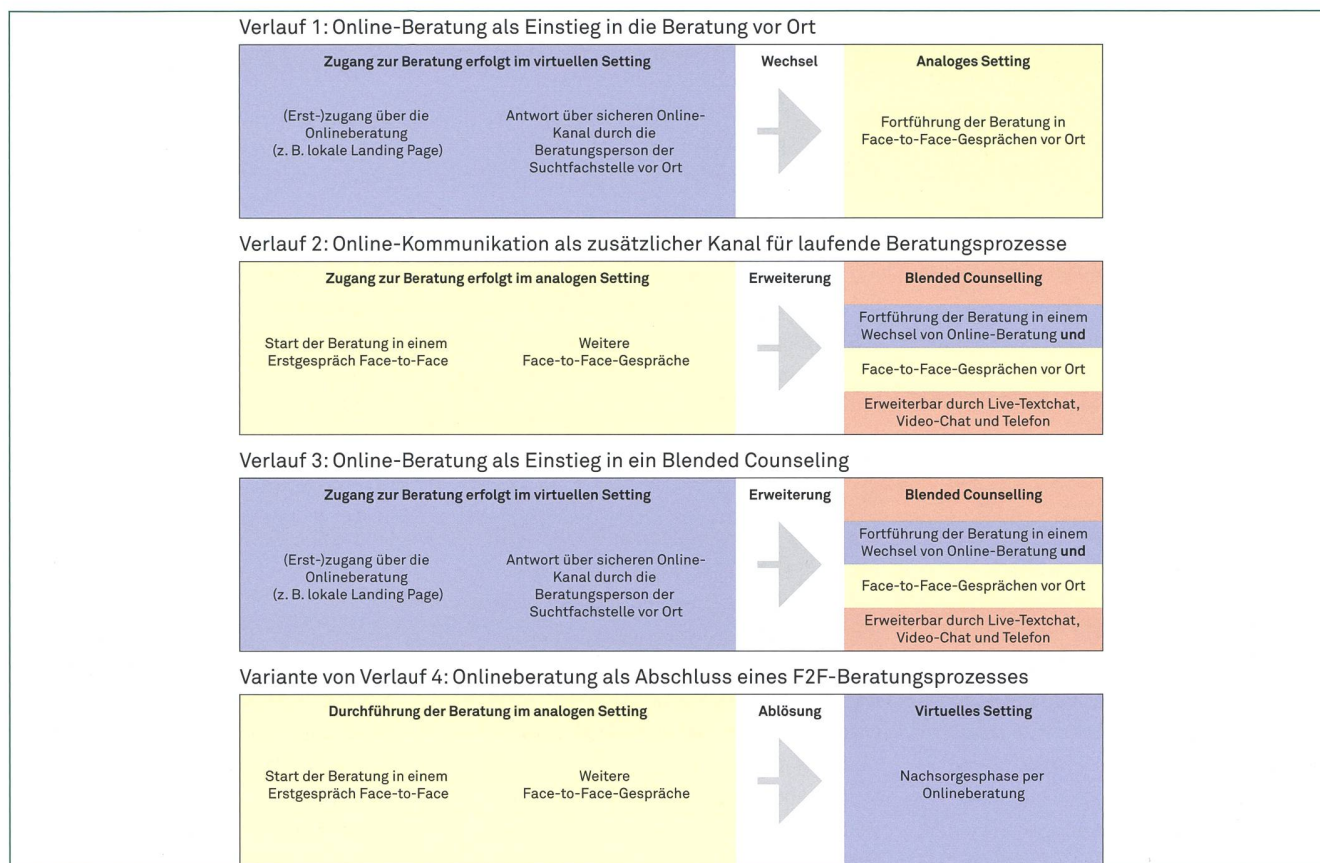 Verlauf 1: Online-Beratung als Einstieg in die Beratung vor Ort
Zugang zur Beratung erfolgt im virtuellen Setting
Wechsel
Analoges Setting
(Erst-)zugang über die
Onlineberatung
(z. B. lokale Landing Page)
Antwort über sicheren Online-
Kanal durch die
Beratungsperson der
Suchtfachstelle vor Ort
Fortführung der Beratung in
Face-to-Face-Gesprächen vor Ort
Verlauf 2: Online-Kommunikation als zusätzlicher Kanal für laufende Beratungsprozesse
Zugang zur Beratung erfolgt im analogen Setting
Erweiterung
Blended Counselling
Start der Beratung in einem
Erstgespräch Face-to-Face
Weitere
Face-to-Face-Gespräche
Fortführung der Beratung in einem
Wechsel von Online-Beratung und
Face-to-Face-Gesprächen vor Ort
Erweiterbar durch Live-Textchat,
Video-Chat und Telefon
Verlauf 3: Online-Beratung als Einstieg in ein Blended Counseling
Zugang zur Beratung erfolgt im virtuellen Setting
Erweiterung
Blended Counselling
(Erst-)zugang über die
Onlineberatung
(z. B. lokale Landing Page)
Antwort über sicheren Online-
Kanal durch die
Beratungsperson der
Suchtfachstelle vor Ort
Fortführung der Beratung in einem
Wechsel von Online-Beratung und
Face-to-Face-Gesprächen vor Ort
Erweiterbar durch Live-Textchat,
Video-Chat und Telefon
Variante von Verlauf 4: Onlineberatung als Abschluss eines F2F-Beratungsprozesses
Durchführung der Beratung im analogen Setting
Ablösung
Virtuelles Setting
Start der Beratung in einem
Erstgespräch Face-to-Face
Weitere
Face-to-Face-Gespräche
Nachsorgesphase per
Onlineberatung